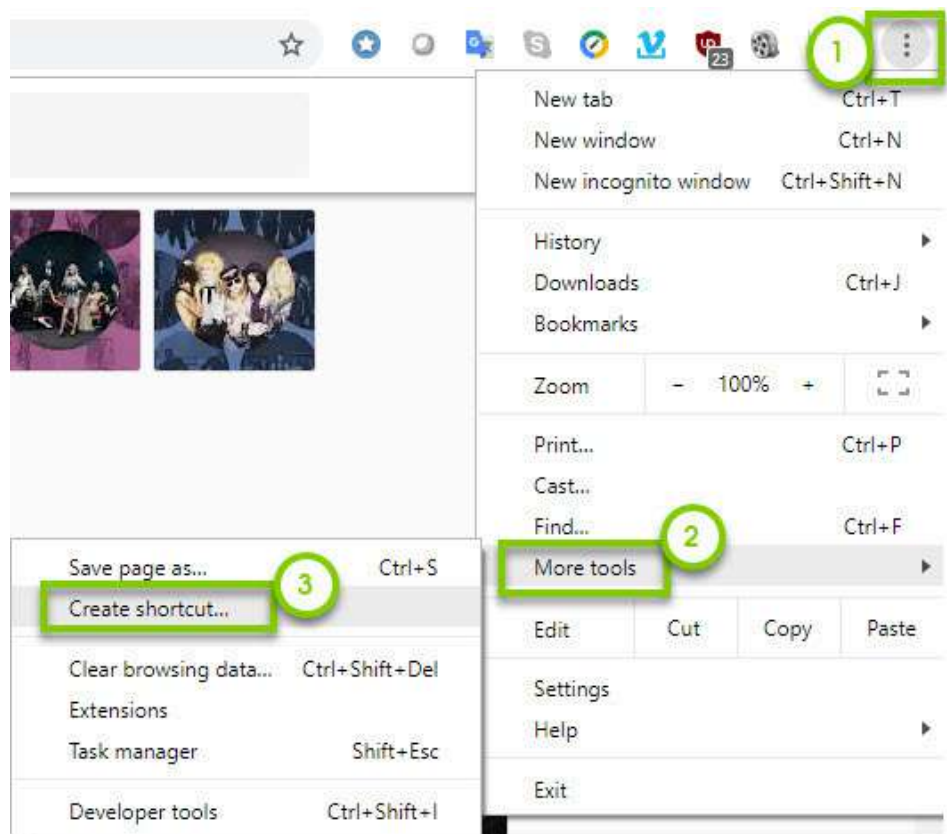 23
1
New tab Ctrl+T
New window Ctrl+N
New incognito window Ctrl+Shift+N
History
Downloads Ctrl+J
Bookmarks
Zoom - 100% +
Print... Ctrl+P
Cast...
Find... Ctrl+F
2
More tools
Edit Cut Copy Paste
Settings
Help
Exit
Save page as... Ctrl+S
3
Create shortcut...
Clear browsing data... Ctrl+Shift+Del
Extensions
Task manager Shift+Esc
Developer tools Ctrl+Shift+I